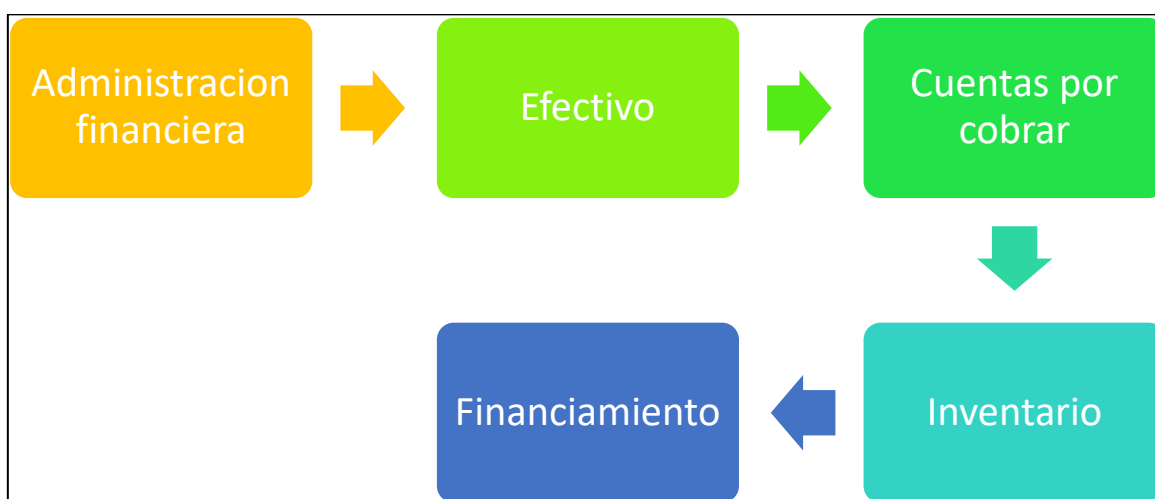 Administracion
financiera
Efectivo
Cuentas por
cobrar
Inventario
Financiamiento